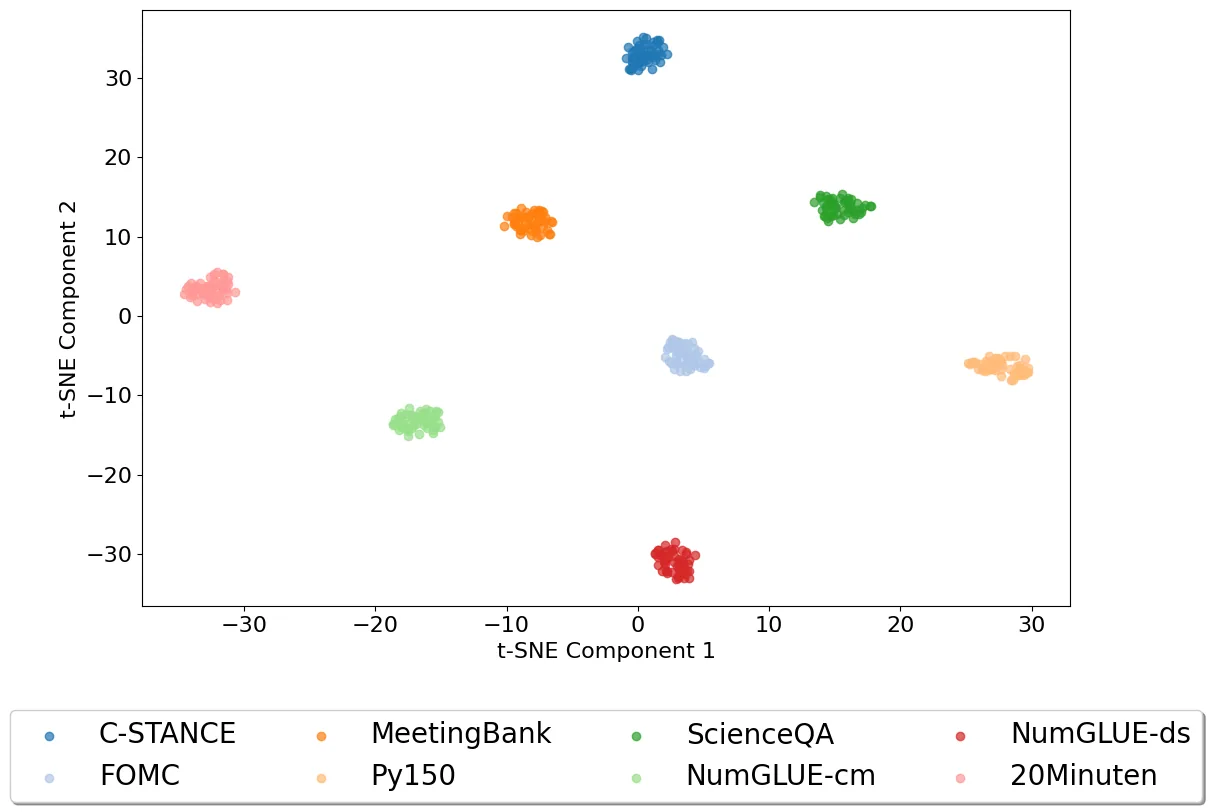 30
20
10
0
−10
−20
−30
t-SNE Component 2
−30 −20 −10 0 10 20 30
t-SNE Component 1
C-STANCE MeetingBank ScienceQA NumGLUE-ds
FOMC Py150 NumGLUE-cm 20Minuten